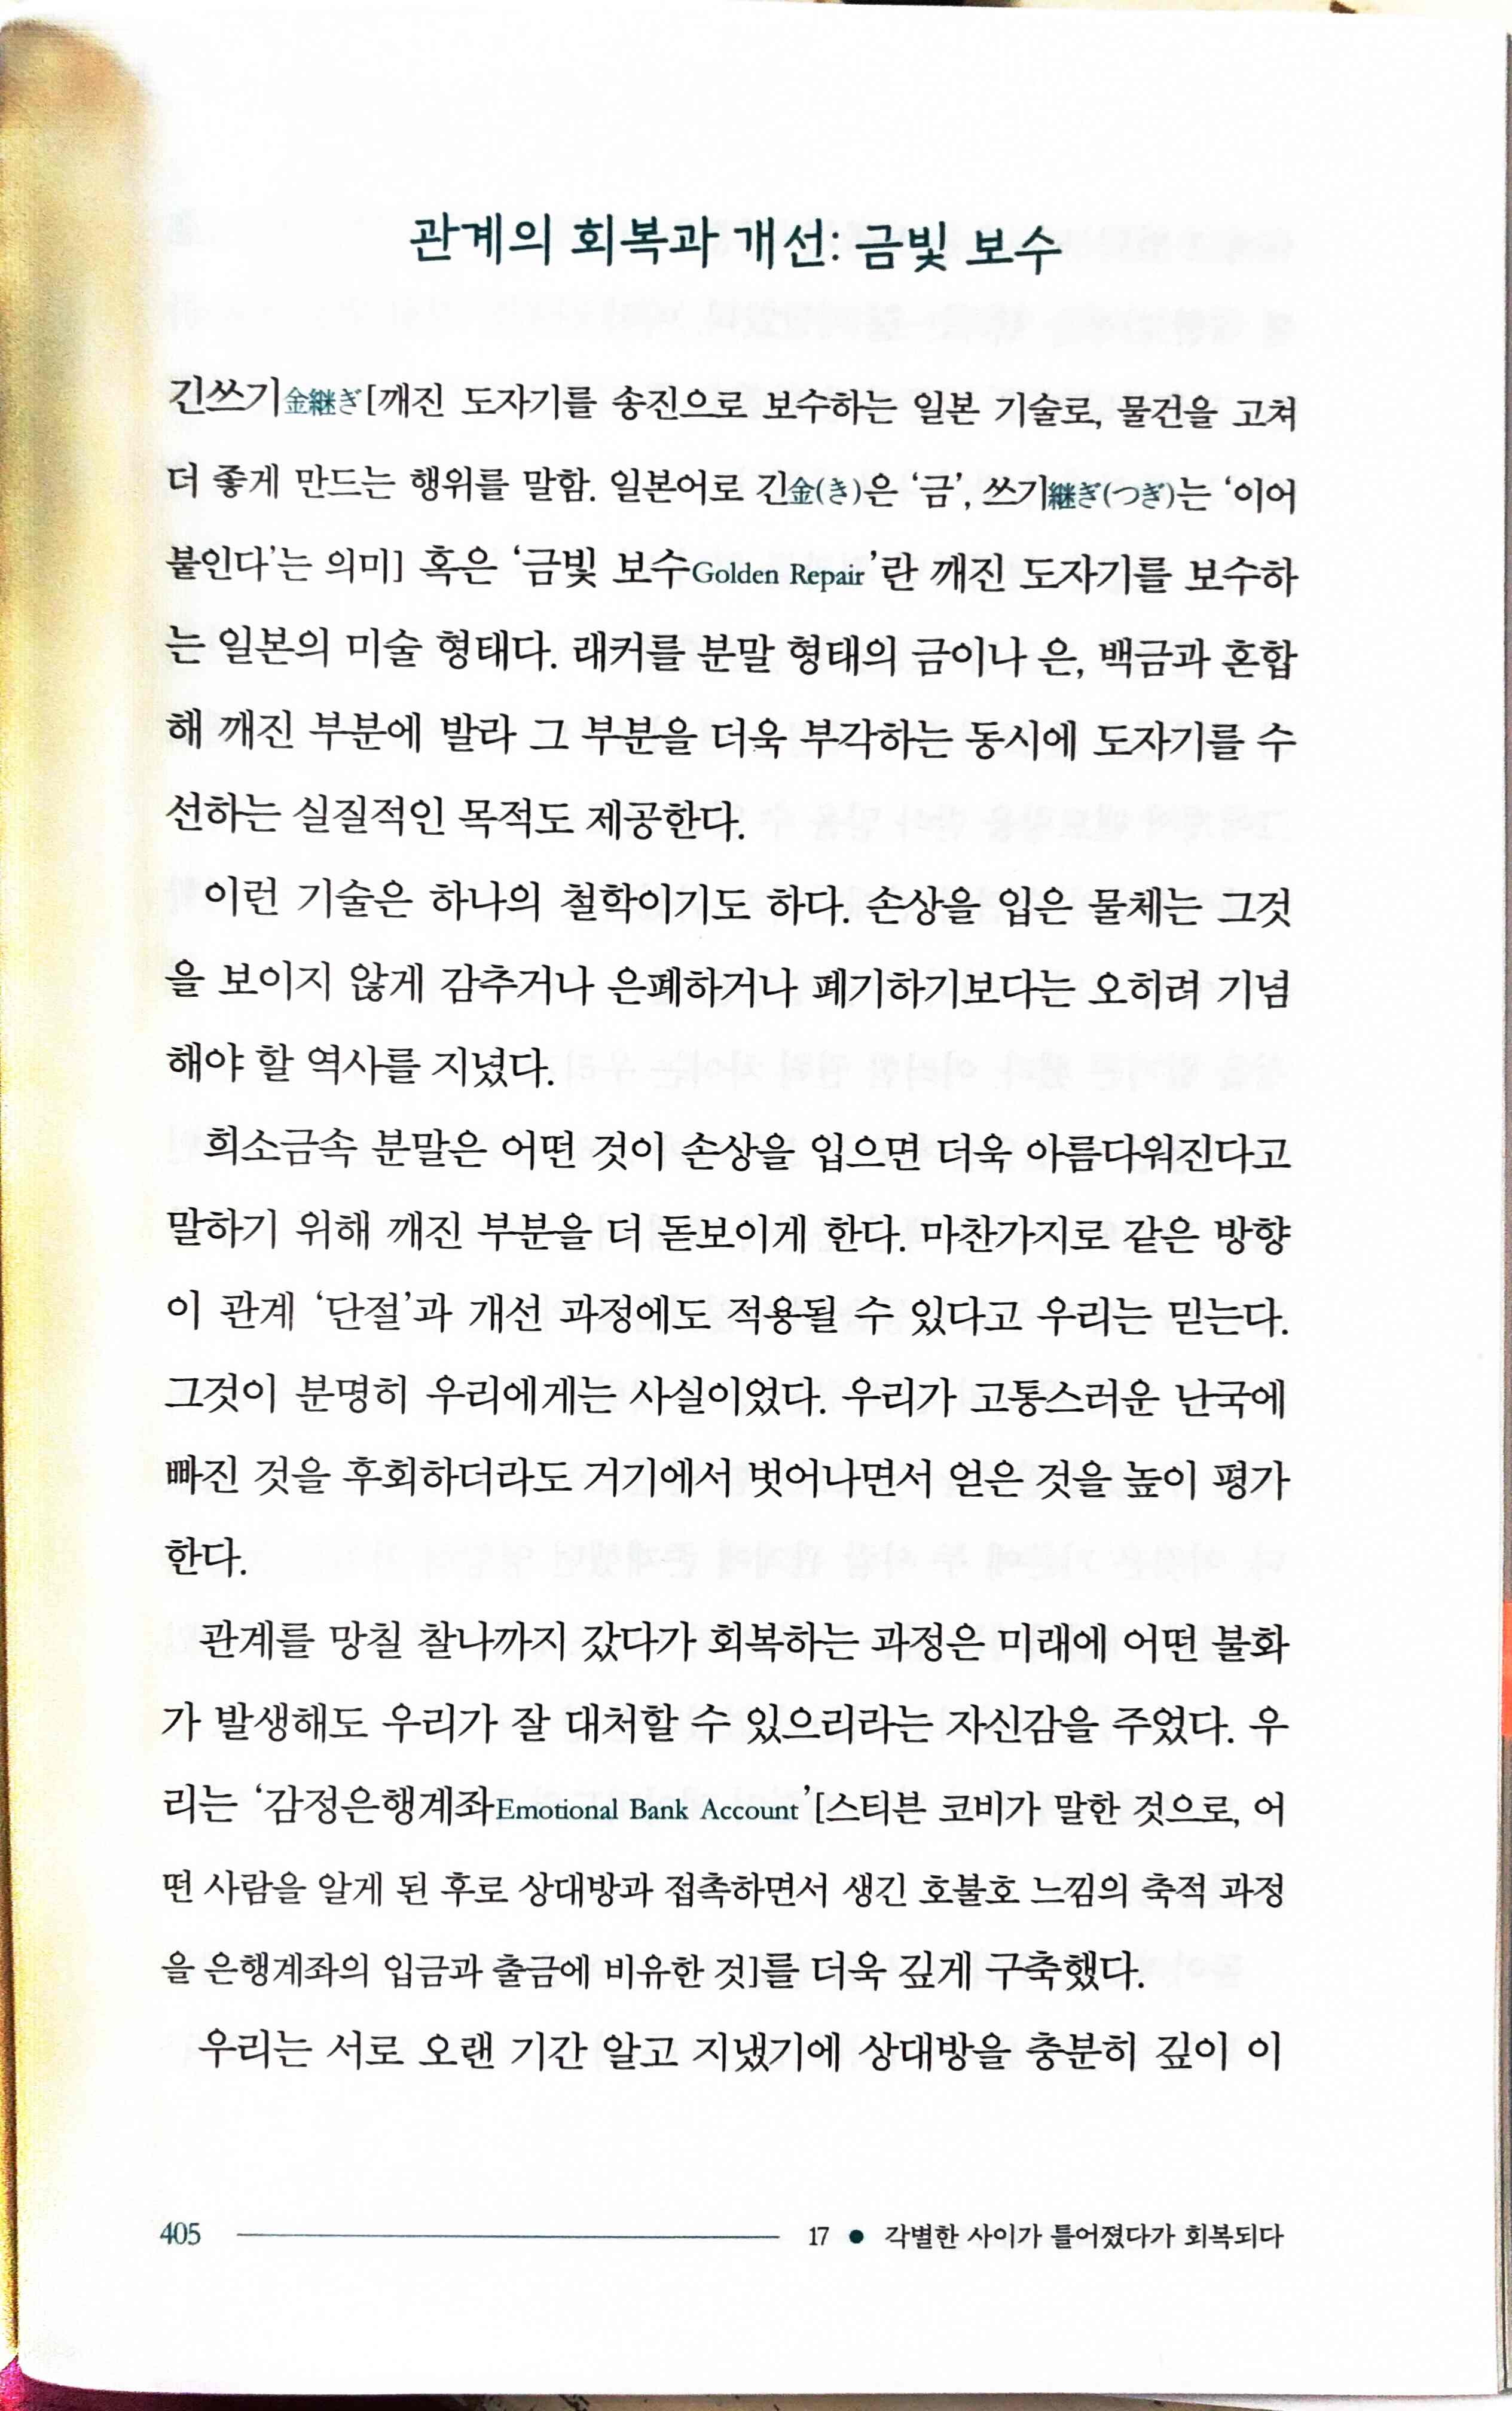 관계의 회복과 개선: 금빛 보수
긴쓰기金継ぎ[깨진 도자기를 송진으로 보수하는 일본 기술로, 물건을 고쳐
더 좋게 만드는 행위를 말함. 일본어로 긴金(き)은 ‘금’, 쓰기継ぎ(つぎ)는 ‘이어
붙인다’는 의미] 혹은 ‘금빛 보수Golden Repair’란 깨진 도자기를 보수하
는 일본의 미술 형태다. 래커를 분말 형태의 금이나 은, 백금과 혼합
해 깨진 부분에 발라 그 부분을 더욱 부각하는 동시에 도자기를 수
선하는 실질적인 목적도 제공한다.
이런 기술은 하나의 철학이기도 하다. 손상을 입은 물체는 그것
을 보이지 않게 감추거나 은폐하거나 폐기하기보다는 오히려 기념
해야 할 역사를 지녔다.
희소금속 분말은 어떤 것이 손상을 입으면 더욱 아름다워진다고
말하기 위해 깨진 부분을 더 돋보이게 한다. 마찬가지로 같은 방향
이 관계 ‘단절’과 개선 과정에도 적용될 수 있다고 우리는 믿는다.
그것이 분명히 우리에게는 사실이었다. 우리가 고통스러운 난국에
빠진 것을 후회하더라도 거기에서 벗어나면서 얻은 것을 높이 평가
한다.
관계를 망칠 찰나까지 갔다가 회복하는 과정은 미래에 어떤 불화
가 발생해도 우리가 잘 대처할 수 있으리라는 자신감을 주었다. 우
리는 ‘감정은행계좌Emotional Bank Account’[스티븐 코비가 말한 것으로, 어
떤 사람을 알게 된 후로 상대방과 접촉하면서 생긴 호불호 느낌의 축적 과정
을 은행계좌의 입금과 출금에 비유한 것]를 더욱 깊게 구축했다.
우리는 서로 오랜 기간 알고 지냈기에 상대방을 충분히 깊이 이
405 17 ● 각별한 사이가 틀어졌다가 회복되다